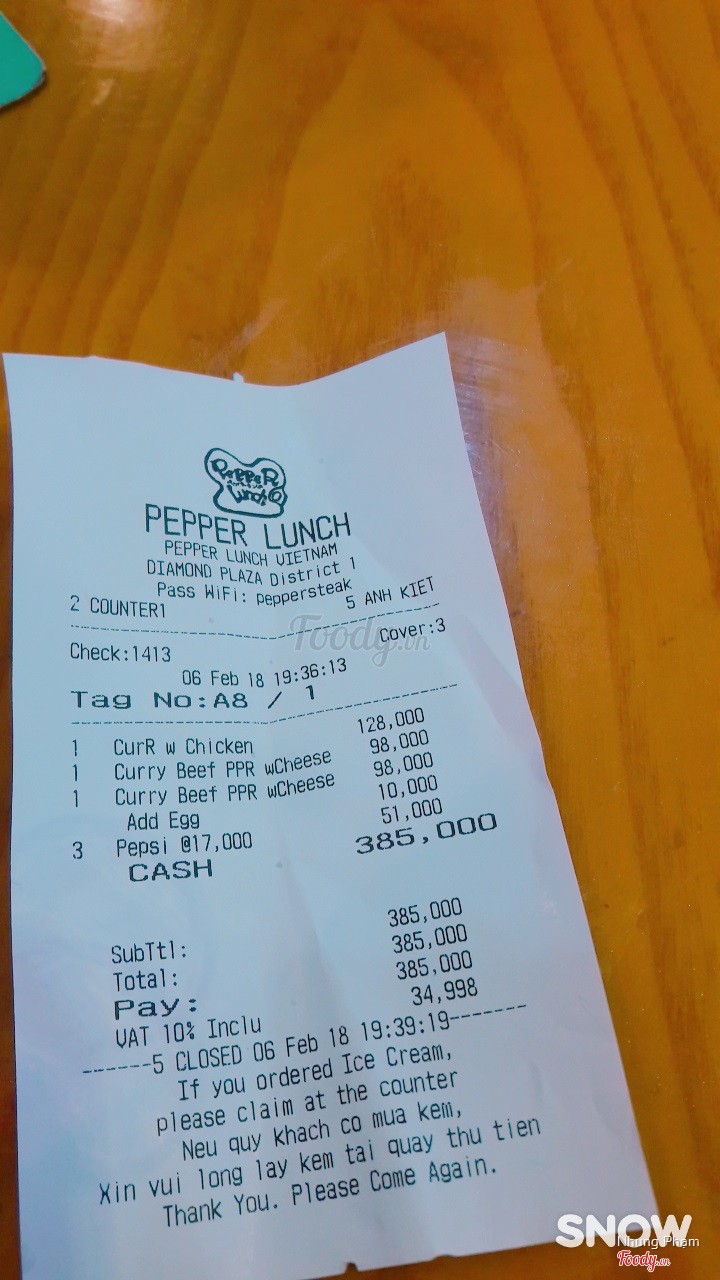 PEPPER
Lunch
PEPPER LUNCH
PEPPER LUNCH VIETNAM
DIAMOND PLAZA District 1
Pass WiFi: peppersteak
2 COUNTER1 5 ANH KIET
Foody.vn
Check:1413 Cover:3
06 Feb 18 19:36:13
Tag No:A8 / 1
1 CurR w Chicken 128,000
1 Curry Beef PPR wCheese 98,000
1 Curry Beef PPR wCheese 98,000
Add Egg 10,000
3 Pepsi @17,000 51,000
CASH 385,000
SubTtl: 385,000
Total: 385,000
Pay: 385,000
VAT 10% Inclu 34,998
------5 CLOSED 06 Feb 18 19:39:19-------
If you ordered Ice Cream,
please claim at the counter
Neu quy khach co mua kem,
Xin vui long lay kem tai quay thu tien
Thank You. Please Come Again.
SNOW
Nhung Phạm
Foody.vn